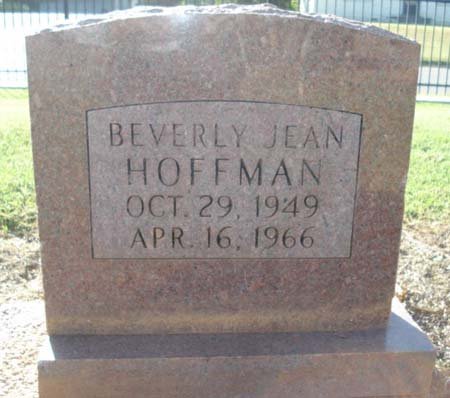 BEVERLY JEAN
HOFFMAN
OCT. 29, 1949
APR. 16, 1966